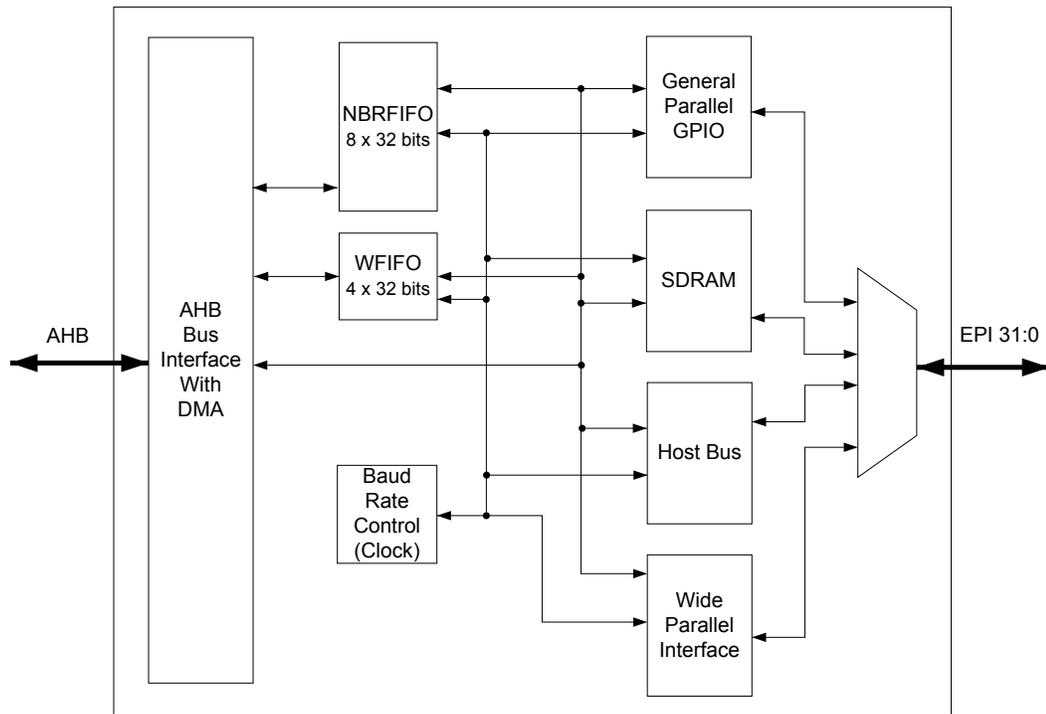 AHB
AHB
Bus
Interface
With
DMA
NBRFIFO
8 x 32 bits
WFIFO
4 x 32 bits
Baud
Rate
Control
(Clock)
General
Parallel
GPIO
SDRAM
Host Bus
Wide
Parallel
Interface
EPI 31:0